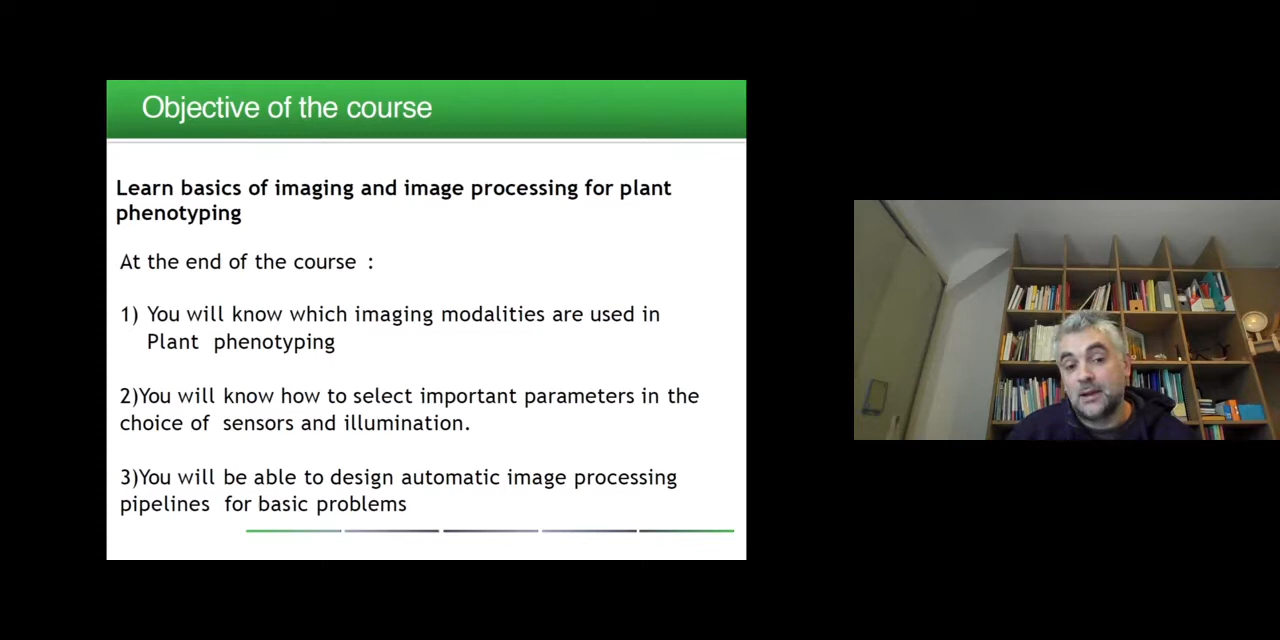 Objective of the course
Learn basics of imaging and image processing for plant
phenotyping
At the end of the course :
1) You will know which imaging modalities are used in
Plant phenotyping
2)You will know how to select important parameters in the
choice of sensors and illumination.
3)You will be able to design automatic image processing
pipelines for basic problems